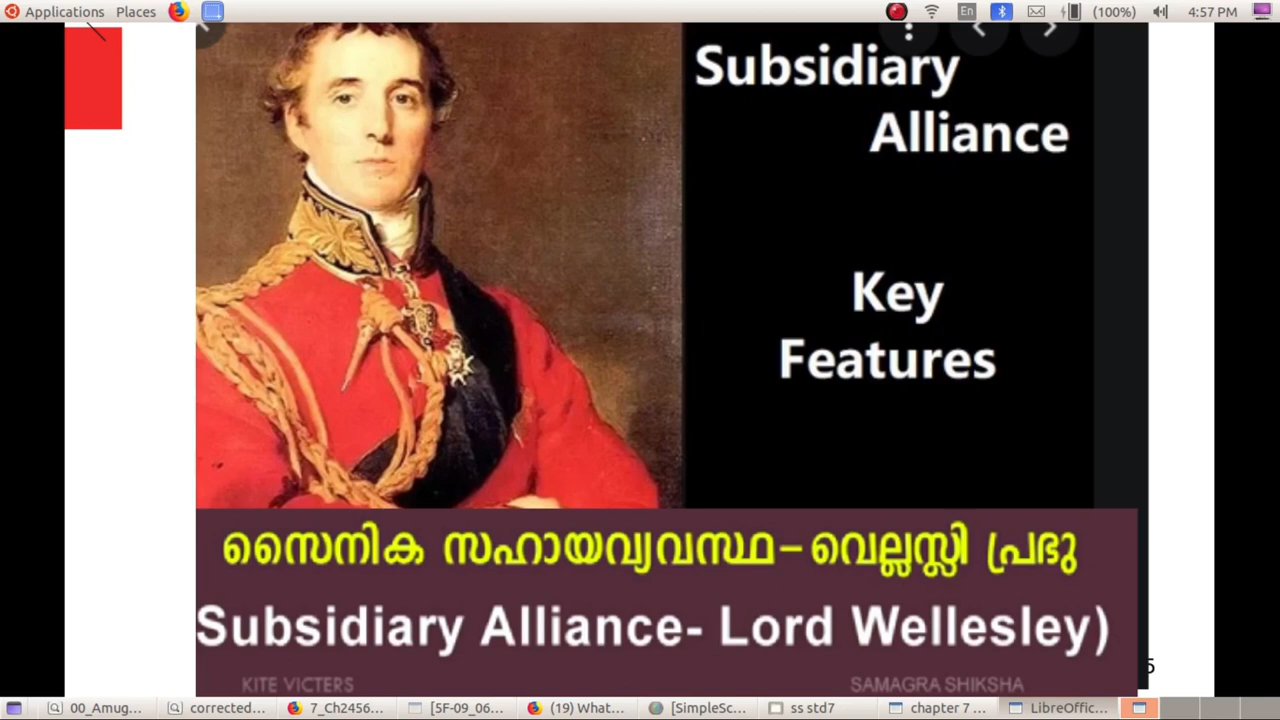 Applications Places En (100%) 4:57 PM
Subsidiary
Alliance
Key
Features
സൈനിക സഹായവ്യവസ്ഥ-വെല്ലസ്ലി പ്രഭു
Subsidiary Alliance- Lord Wellesley)
5
KITE VICTERS SAMAGRA SHIKSHA
00_Amug... corrected... 7_Ch2456... [5F-09_06... (19) What... [SimpleSc... ss std7 chapter 7 ... LibreOffic...